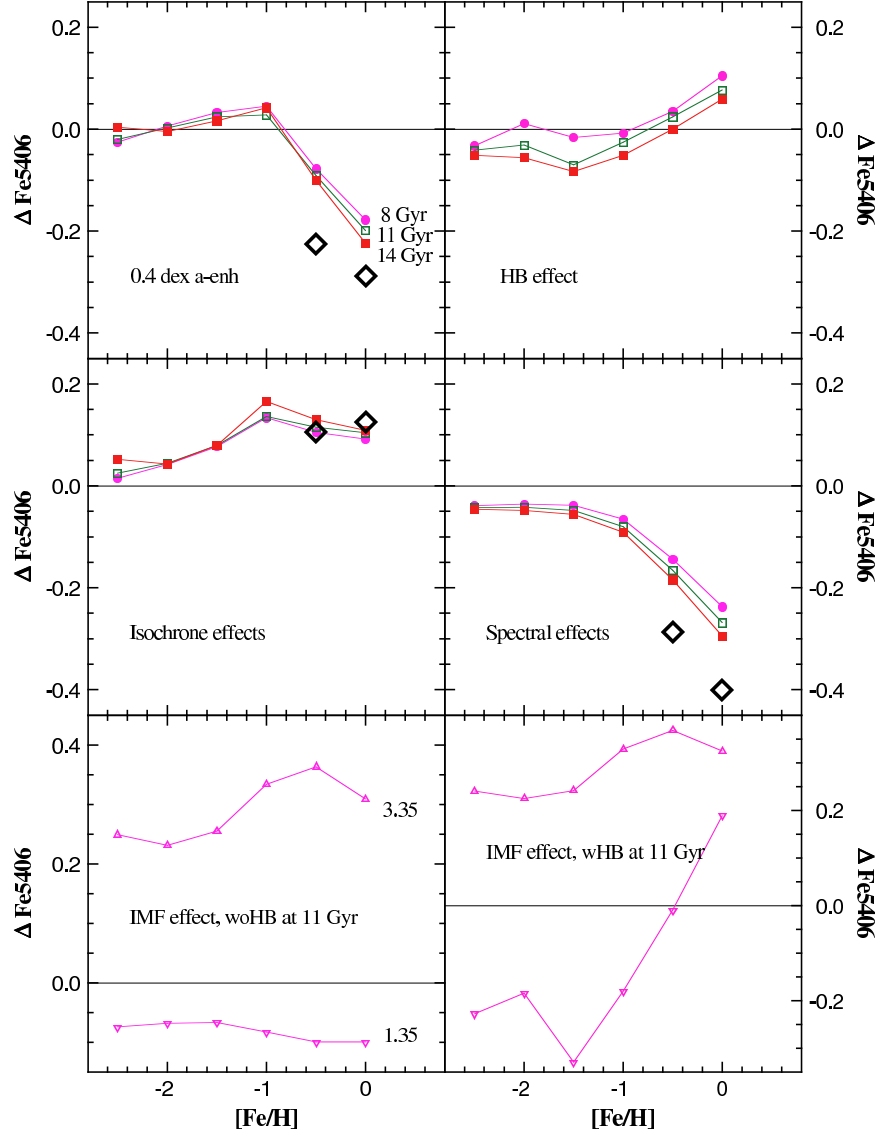 0.2
0.0
-0.2
-0.4
Δ Fe5406
8 Gyr
11 Gyr
14 Gyr
0.4 dex a-enh
HB effect
0.2
0.0
-0.2
-0.4
Δ Fe5406
0.2
0.0
-0.2
-0.4
Δ Fe5406
Isochrone effects
Spectral effects
0.2
0.0
-0.2
-0.4
Δ Fe5406
0.4
0.2
0.0
Δ Fe5406
3.35
IMF effect, woHB at 11 Gyr
1.35
IMF effect, wHB at 11 Gyr
0.2
0.0
-0.2
Δ Fe5406
-2
-1
0
[Fe/H]
-2
-1
0
[Fe/H]